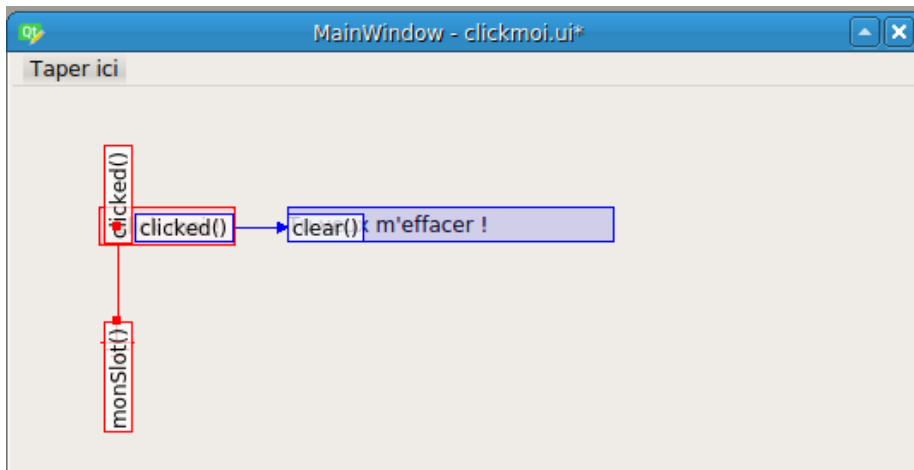 MainWindow - clickmoi.ui*
Taper ici
clicked()
clicked()
clear()
m'effacer !
monSlot()